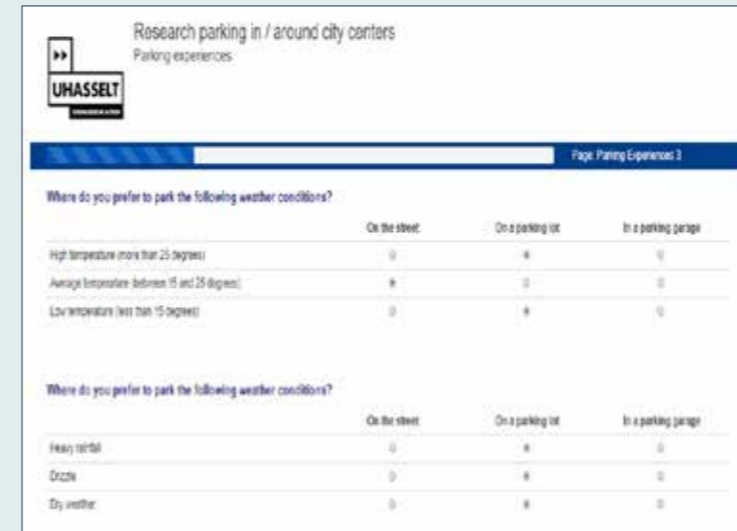 Research parking in / around city centers
Parking experiences
UHASSELT
Page: Parking Experiences 3
Where do you prefer to park the following weather conditions?
On the street On a parking lot In a parking garage
High temperature (more than 25 degrees)
Average temperature (between 15 and 25 degrees)
Low temperature (less than 15 degrees)
Where do you prefer to park the following weather conditions?
On the street On a parking lot In a parking garage
Heavy rainfall
Drizzle
Dry weather